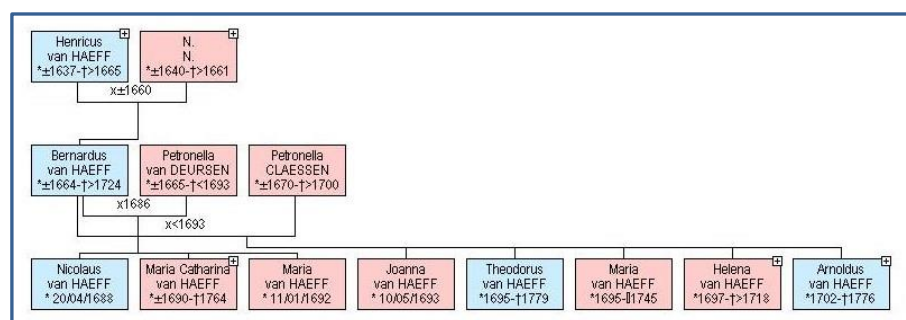 Henricus
van HAEFF
*±1637-†>1665
N.
N.
*±1640-†>1661
x±1660
Bernardus
van HAEFF
*±1664-†>1724
Petronella
van DEURSEN
*±1665-†<1693
Petronella
CLAESSEN
*±1670-†>1700
x1686
x<1693
Nicolaus
van HAEFF
* 20/04/1688
Maria Catharina
van HAEFF
*±1690-†1764
Maria
van HAEFF
* 11/01/1692
Joanna
van HAEFF
* 10/05/1693
Theodorus
van HAEFF
*1695-†1779
Maria
van HAEFF
*1695-▯1745
Helena
van HAEFF
*1697-†>1718
Arnoldus
van HAEFF
*1702-†1776